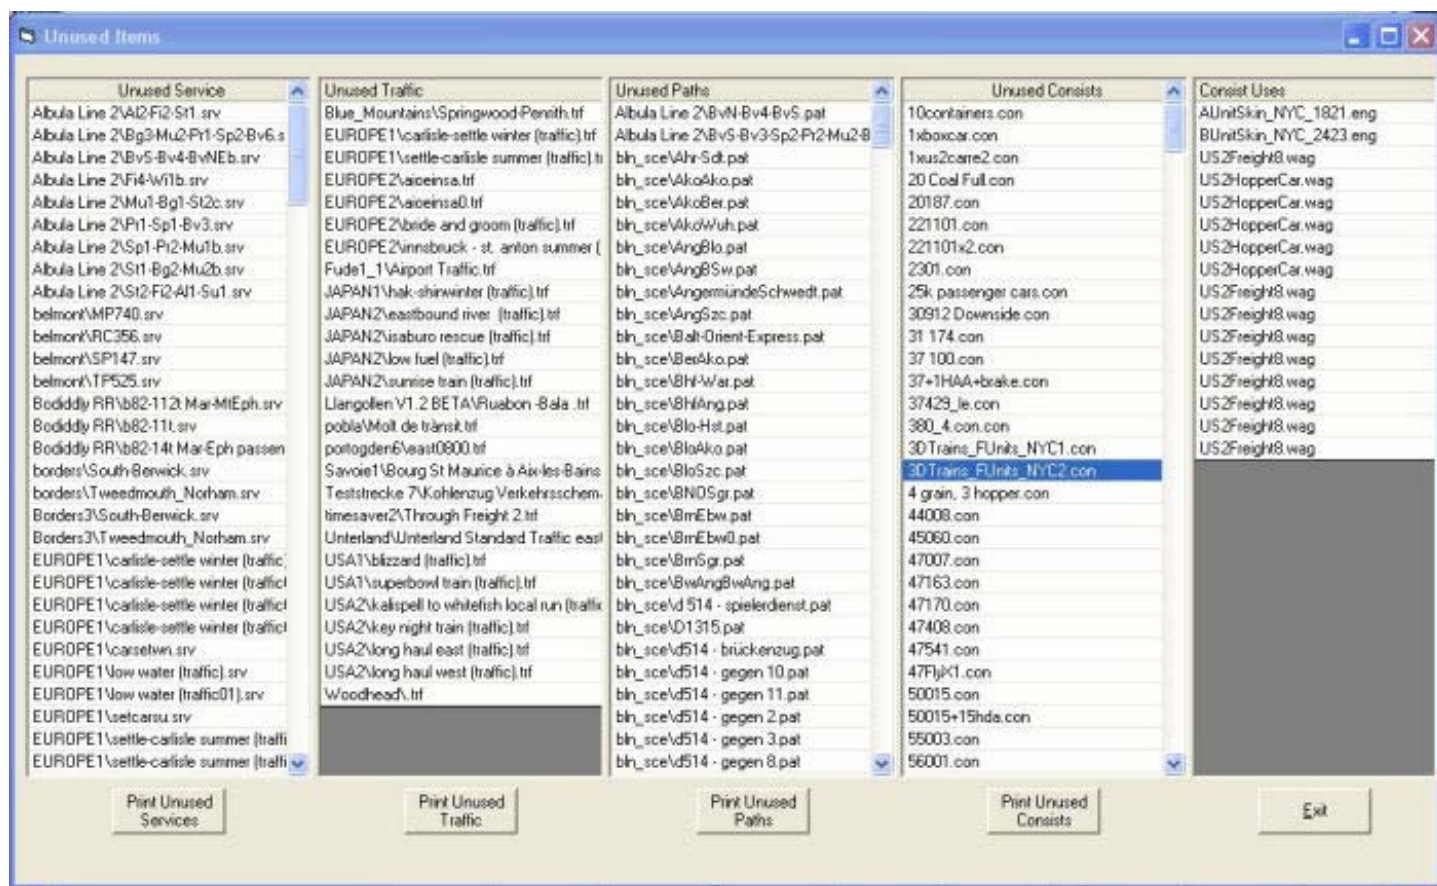 Unused Items
Unused Service
Albula Line 2\Al2-Fi2-St1.srv
Albula Line 2\Bg3-Mu2-Pr1-Sp2-Bv6.s
Albula Line 2\BvS-Bv4-BvNEb.srv
Albula Line 2\Fi4-Wi1b.srv
Albula Line 2\Mu1-Bg1-St2c.srv
Albula Line 2\Pr1-Sp1-Bv3.srv
Albula Line 2\Sp1-Pr2-Mu1b.srv
Albula Line 2\St1-Bg2-Mu2b.srv
Albula Line 2\St2-Fi2-Al1-Su1.srv
belmont\MP740.srv
belmont\RC356.srv
belmont\SP147.srv
belmont\TP525.srv
Bodiddly RR\b82-112t Mar-MtEph.srv
Bodiddly RR\b82-11t.srv
Bodiddly RR\b82-14t Mar-Eph passen
borders\South-Berwick.srv
borders\Tweedmouth_Norham.srv
Borders3\South-Berwick.srv
Borders3\Tweedmouth_Norham.srv
EUROPE1\carlisle-settle winter (traffic)
EUROPE1\carlisle-settle winter (traffic(
EUROPE1\carlisle-settle winter (traffic(
EUROPE1\carlisle-settle winter (traffic(
EUROPE1\carsetwn.srv
EUROPE1\low water (traffic).srv
EUROPE1\low water (traffic01).srv
EUROPE1\setcarsu.srv
EUROPE1\settle-carlisle summer (traffi
EUROPE1\settle-carlisle summer (traffi
Print Unused
Services
Unused Traffic
Blue_Mountains\Springwood-Penrith.trf
EUROPE1\carlisle-settle winter (traffic).trf
EUROPE1\settle-carlisle summer (traffic).t
EUROPE2\aioeinsa.trf
EUROPE2\aioeinsa0.trf
EUROPE2\bride and groom (traffic).trf
EUROPE2\innsbruck - st. anton summer (
Fude1_1\Airport Traffic.trf
JAPAN1\hak-shinwinter (traffic).trf
JAPAN2\eastbound river (traffic).trf
JAPAN2\isaburo rescue (traffic).trf
JAPAN2\low fuel (traffic).trf
JAPAN2\sunrise train (traffic).trf
Llangollen V1.2 BETA\Ruabon -Bala .trf
pobla\Molt de trànsit.trf
portogden6\east0800.trf
Savoie1\Bourg St Maurice à Aix-les-Bains
Teststrecke 7\Kohlenzug Verkehrsschem.
timesaver2\Through Freight 2.trf
Unterland\Unterland Standard Traffic east
USA1\blizzard (traffic).trf
USA1\superbowl train (traffic).trf
USA2\kalispell to whitefish local run (traffic
USA2\key night train (traffic).trf
USA2\long haul east (traffic).trf
USA2\long haul west (traffic).trf
Woodhead\.trf
Print Unused
Traffic
Unused Paths
Albula Line 2\BvN-Bv4-BvS.pat
Albula Line 2\BvS-Bv3-Sp2-Pr2-Mu2-B
bln_sce\Ahr-Sdt.pat
bln_sce\AkoAko.pat
bln_sce\AkoBer.pat
bln_sce\AkoWuh.pat
bln_sce\AngBlo.pat
bln_sce\AngBSw.pat
bln_sce\AngermündeSchwedt.pat
bln_sce\AngSzc.pat
bln_sce\Balt-Orient-Express.pat
bln_sce\BerAko.pat
bln_sce\Bhf-War.pat
bln_sce\BhfAng.pat
bln_sce\Blo-Hst.pat
bln_sce\BloAko.pat
bln_sce\BloSzc.pat
bln_sce\BNOSgr.pat
bln_sce\BrnEbw.pat
bln_sce\BrnEbw0.pat
bln_sce\BrnSgr.pat
bln_sce\BwAngBwAng.pat
bln_sce\d 514 - spielerdienst.pat
bln_sce\D1315.pat
bln_sce\d514 - brückenzug.pat
bln_sce\d514 - gegen 10.pat
bln_sce\d514 - gegen 11.pat
bln_sce\d514 - gegen 2.pat
bln_sce\d514 - gegen 3.pat
bln_sce\d514 - gegen 8.pat
Print Unused
Paths
Unused Consists
10containers.con
1xboxcar.con
1xus2carre2.con
20 Coal Full.con
20187.con
221101.con
221101x2.con
2301.con
25k passenger cars.con
30912 Downside.con
31 174.con
37 100.con
37+1HAA+brake.con
37429_le.con
380_4.con.con
3DTrains_FUnits_NYC1.con
3DTrains_FUnits_NYC2.con
4 grain, 3 hopper.con
44008.con
45060.con
47007.con
47163.con
47170.con
47408.con
47541.con
47FljX1.con
50015.con
50015+15hda.con
55003.con
56001.con
Print Unused
Consists
Consist Uses
AUnitSkin_NYC_1821.eng
BUnitSkin_NYC_2423.eng
US2Freight8.wag
US2HopperCar.wag
US2HopperCar.wag
US2HopperCar.wag
US2HopperCar.wag
US2HopperCar.wag
US2Freight8.wag
US2Freight8.wag
US2Freight8.wag
US2Freight8.wag
US2Freight8.wag
US2Freight8.wag
US2Freight8.wag
US2Freight8.wag
Exit